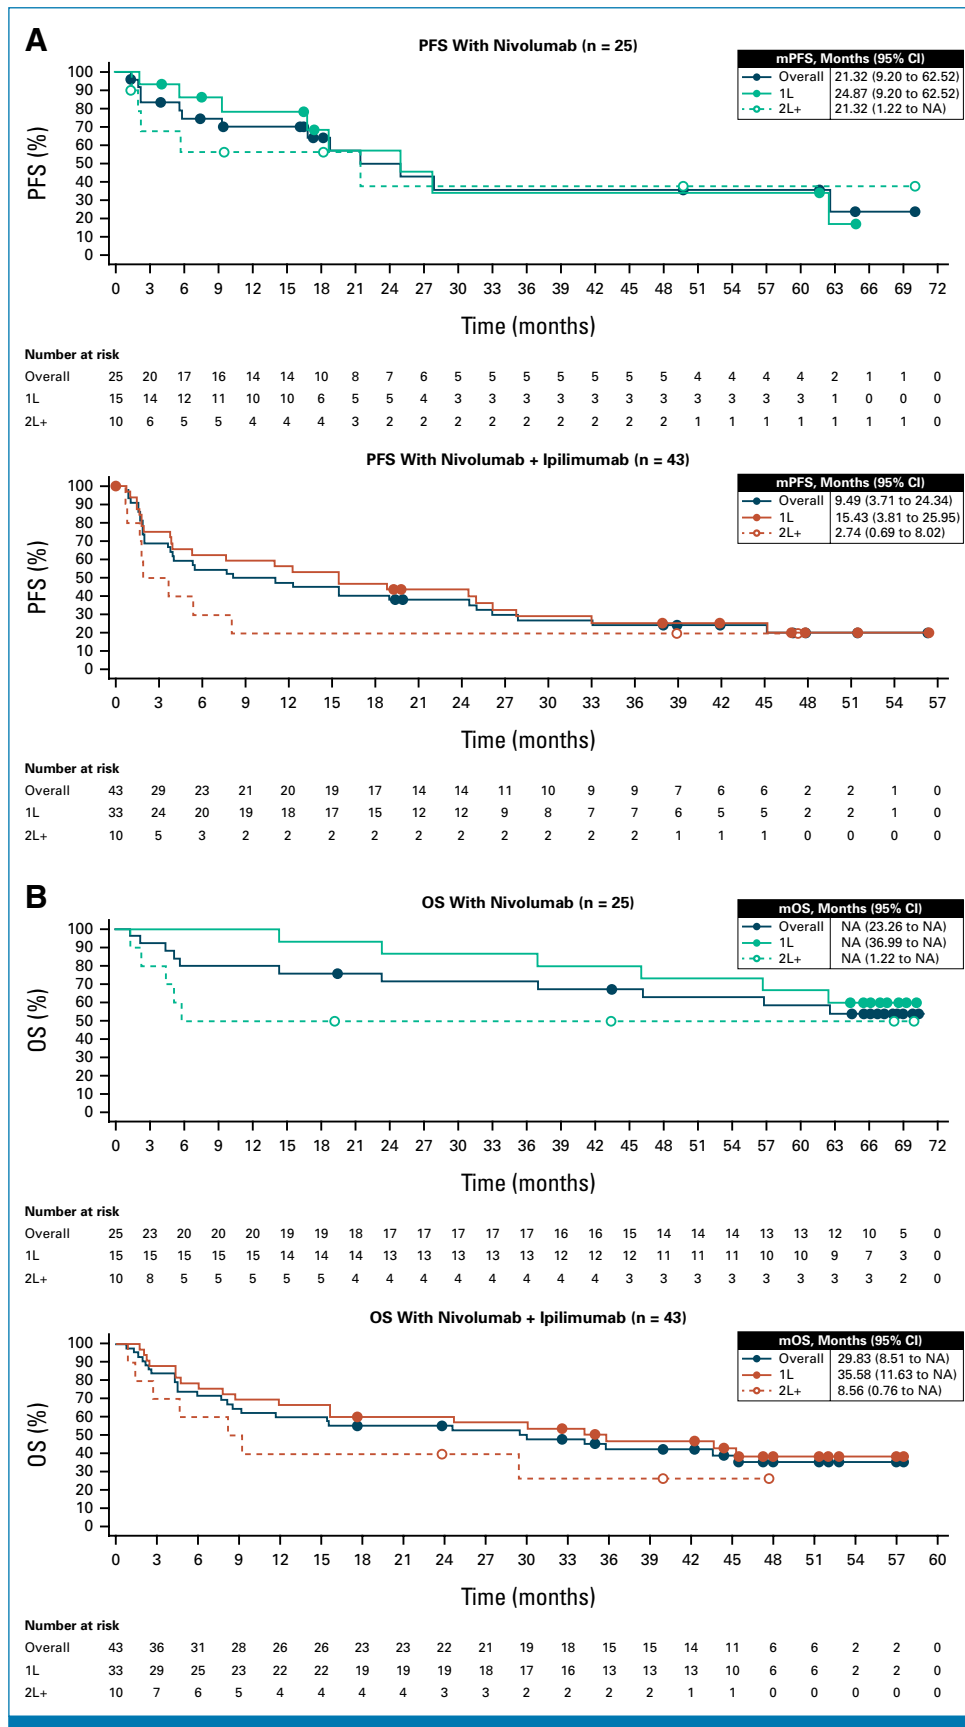 A
PFS With Nivolumab (n = 25)
mPFS, Months (95% CI)
Overall 21.32 (9.20 to 62.52)
1L 24.87 (9.20 to 62.52)
2L+ 21.32 (1.22 to NA)
PFS (%)
100
90
80
70
60
50
40
30
20
10
0
0 3 6 9 12 15 18 21 24 27 30 33 36 39 42 45 48 51 54 57 60 63 66 69 72
Time (months)
Number at risk
Overall 25 20 17 16 14 14 10 8 7 6 5 5 5 5 5 5 5 4 4 4 4 2 1 1 0
1L 15 14 12 11 10 10 6 5 5 4 3 3 3 3 3 3 3 3 3 3 3 1 0 0 0
2L+ 10 6 5 5 4 4 4 3 2 2 2 2 2 2 2 2 2 1 1 1 1 1 1 1 0
PFS With Nivolumab + Ipilimumab (n = 43)
mPFS, Months (95% CI)
Overall 9.49 (3.71 to 24.34)
1L 15.43 (3.81 to 25.95)
2L+ 2.74 (0.69 to 8.02)
PFS (%)
100
90
80
70
60
50
40
30
20
10
0
0 3 6 9 12 15 18 21 24 27 30 33 36 39 42 45 48 51 54 57
Time (months)
Number at risk
Overall 43 29 23 21 20 19 17 14 14 11 10 9 9 7 6 6 2 2 1 0
1L 33 24 20 19 18 17 15 12 12 9 8 7 7 6 5 5 2 2 1 0
2L+ 10 5 3 2 2 2 2 2 2 2 2 2 2 1 1 1 0 0 0 0
B
OS With Nivolumab (n = 25)
mOS, Months (95% CI)
Overall NA (23.26 to NA)
1L NA (36.99 to NA)
2L+ NA (1.22 to NA)
OS (%)
100
90
80
70
60
50
40
30
20
10
0
0 3 6 9 12 15 18 21 24 27 30 33 36 39 42 45 48 51 54 57 60 63 66 69 72
Time (months)
Number at risk
Overall 25 23 20 20 20 19 19 18 17 17 17 17 17 16 16 15 14 14 14 13 13 12 10 5 0
1L 15 15 15 15 15 14 14 14 13 13 13 13 13 12 12 12 11 11 11 10 10 9 7 3 0
2L+ 10 8 5 5 5 5 5 4 4 4 4 4 4 4 4 3 3 3 3 3 3 3 3 2 0
OS With Nivolumab + Ipilimumab (n = 43)
mOS, Months (95% CI)
Overall 29.83 (8.51 to NA)
1L 35.58 (11.63 to NA)
2L+ 8.56 (0.76 to NA)
OS (%)
100
90
80
70
60
50
40
30
20
10
0
0 3 6 9 12 15 18 21 24 27 30 33 36 39 42 45 48 51 54 57 60
Time (months)
Number at risk
Overall 43 36 31 28 26 26 23 23 22 21 19 18 15 15 14 11 6 6 2 2 0
1L 33 29 25 23 22 22 19 19 19 18 17 16 13 13 13 10 6 6 2 2 0
2L+ 10 7 6 5 4 4 4 4 3 3 2 2 2 2 1 1 0 0 0 0 0